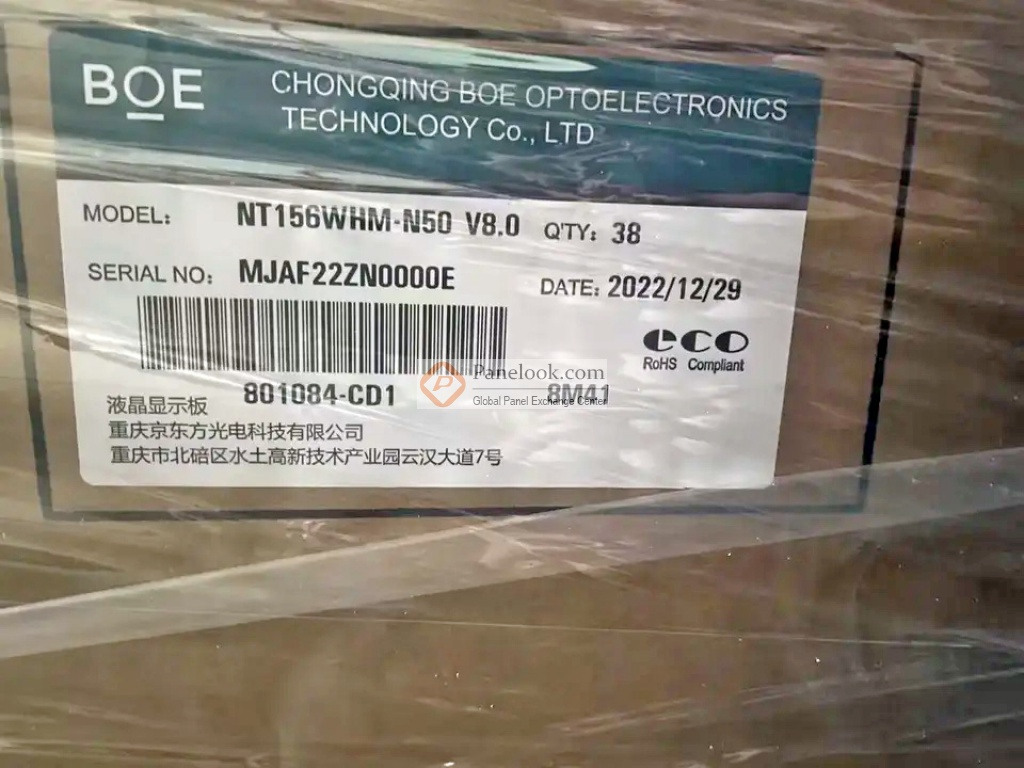 BOE
CHONGQING BOE OPTOELECTRONICS
TECHNOLOGY Co., LTD
MODEL: NT156WHM-N50 V8.0 Q'TY: 38
SERIAL NO: MJAF22ZN0000E DATE: 2022/12/29
eco
RoHS Compliant
Panelook.com
Global Panel Exchange Center
801084-CD1 8M41
液晶显示板
重庆京东方光电科技有限公司
重庆市北碚区水土高新技术产业园云汉大道7号